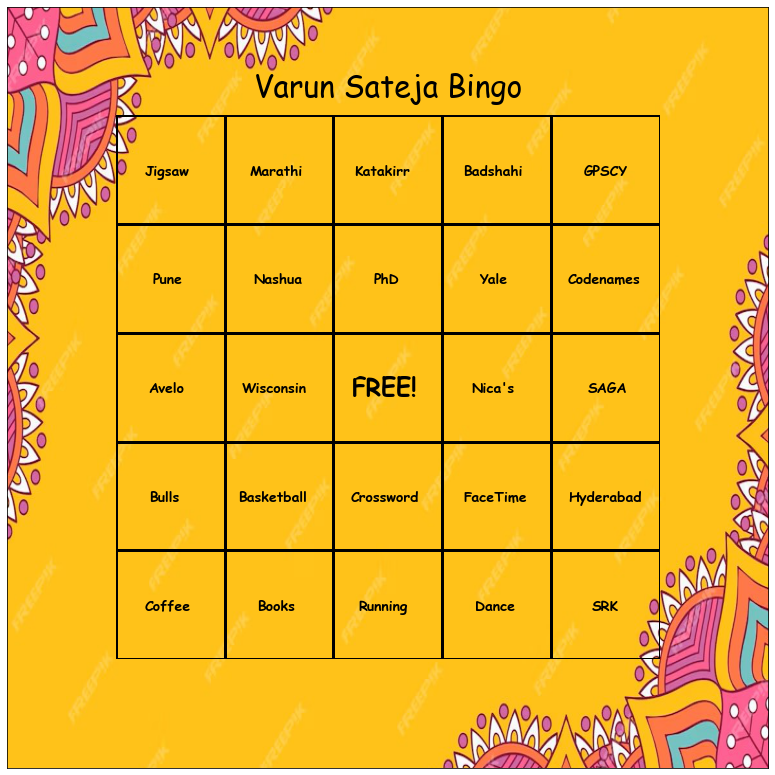 Varun Sateja Bingo
Jigsaw Marathi Katakirr Badshahi GPSCY
Pune Nashua PhD Yale Codenames
Avelo Wisconsin FREE! Nica's SAGA
Bulls Basketball Crossword FaceTime Hyderabad
Coffee Books Running Dance SRK
FREEPIK